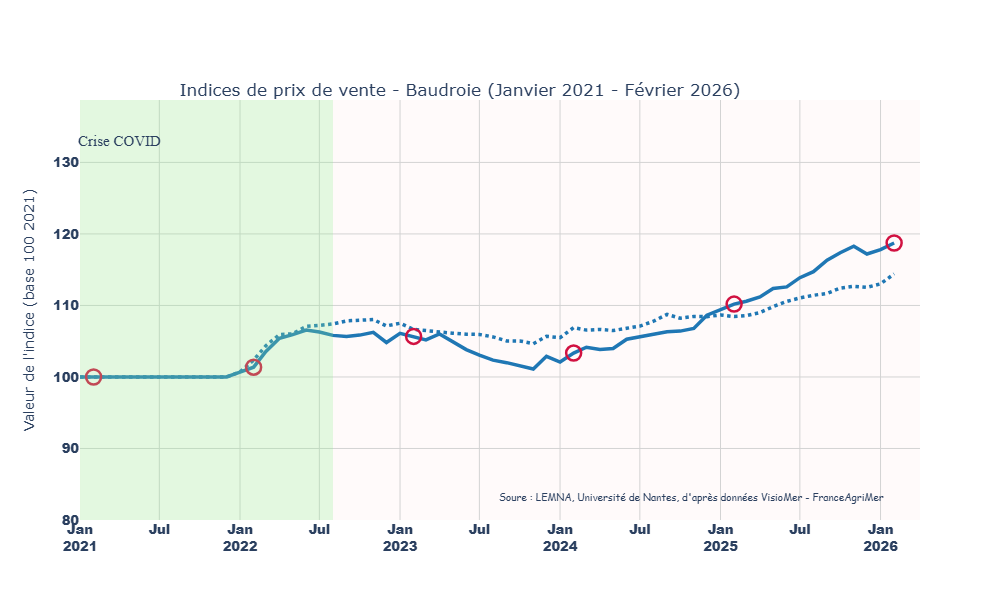 Indices de prix de vente - Baudroie (Janvier 2021 - Février 2026)
Crise COVID
Valeur de l'indice (base 100 2021)
130
120
110
100
90
80
Soure : LEMNA, Université de Nantes, d'après données VisioMer - FranceAgriMer
Jan Jul Jan Jul Jan Jul Jan Jul Jan Jul Jan
2021 2022 2023 2024 2025 2026